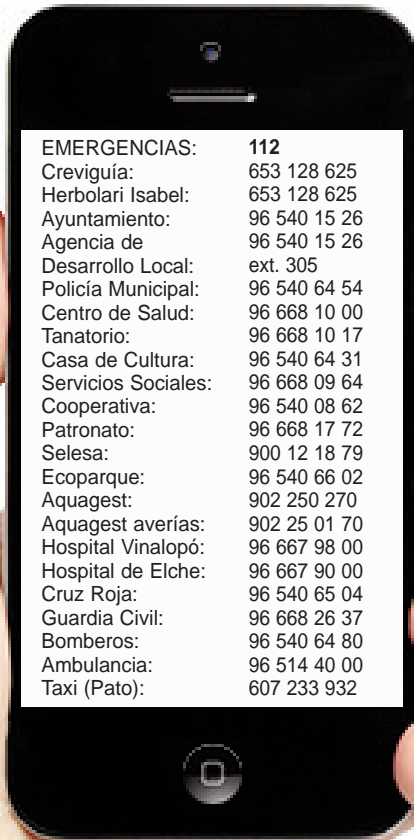 EMERGENCIAS: 112
Creviguía: 653 128 625
Herbolari Isabel: 653 128 625
Ayuntamiento: 96 540 15 26
Agencia de 96 540 15 26
Desarrollo Local: ext. 305
Policía Municipal: 96 540 64 54
Centro de Salud: 96 668 10 00
Tanatorio: 96 668 10 17
Casa de Cultura: 96 540 64 31
Servicios Sociales: 96 668 09 64
Cooperativa: 96 540 08 62
Patronato: 96 668 17 72
Selesa: 900 12 18 79
Ecoparque: 96 540 66 02
Aquagest: 902 250 270
Aquagest averías: 902 25 01 70
Hospital Vinalopó: 96 667 98 00
Hospital de Elche: 96 667 90 00
Cruz Roja: 96 540 65 04
Guardia Civil: 96 668 26 37
Bomberos: 96 540 64 80
Ambulancia: 96 514 40 00
Taxi (Pato): 607 233 932